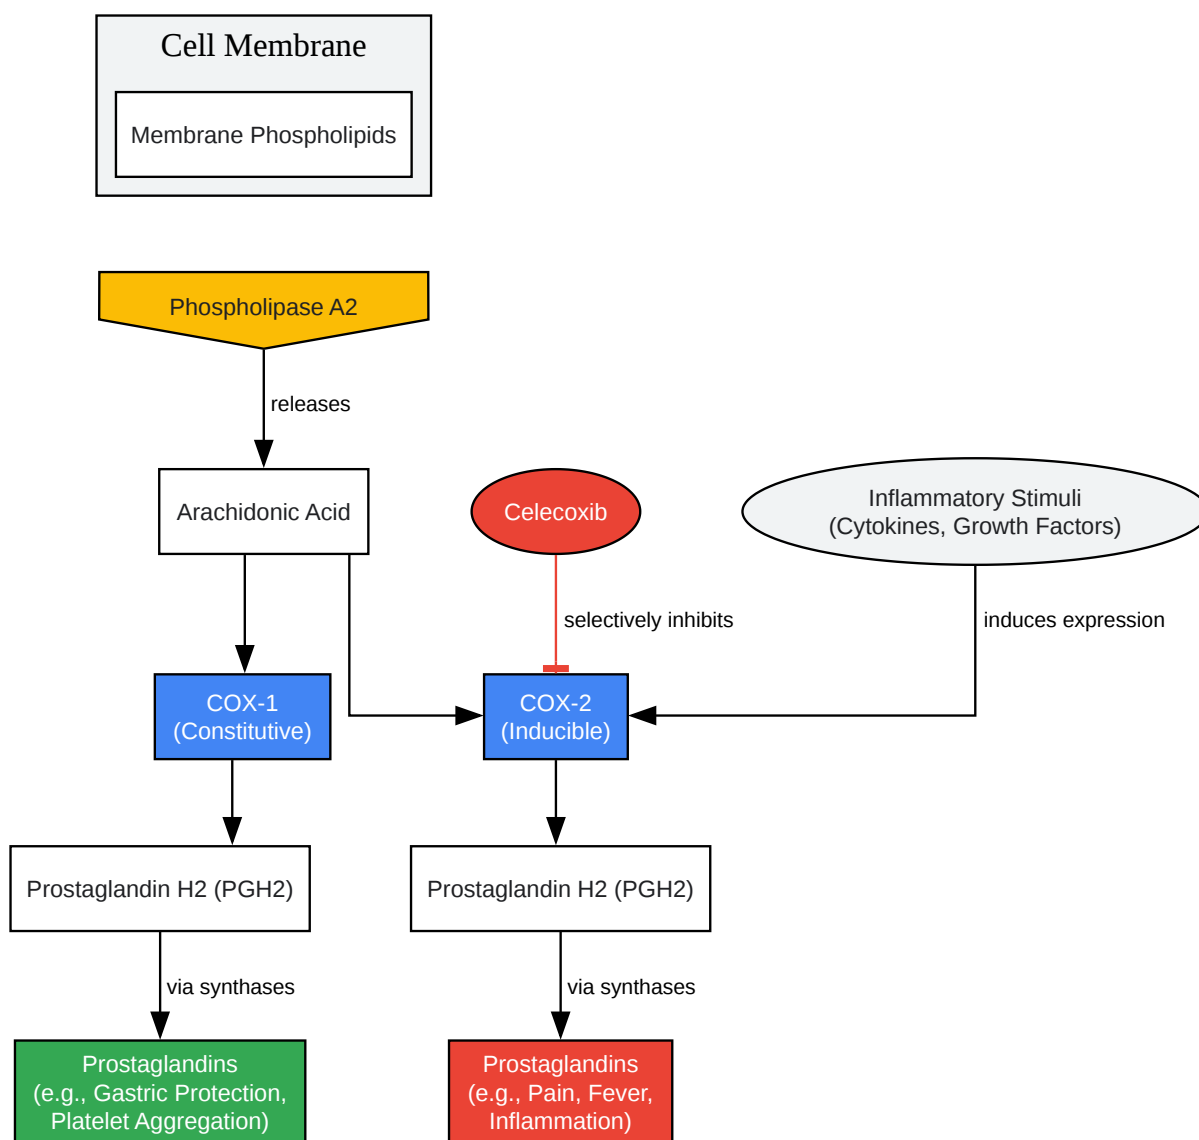 Cell Membrane
Membrane Phospholipids
Phospholipase A2
releases
Arachidonic Acid
Celecoxib
Inflammatory Stimuli
(Cytokines, Growth Factors)
selectively inhibits
induces expression
COX-1
(Constitutive)
COX-2
(Inducible)
Prostaglandin H2 (PGH2)
Prostaglandin H2 (PGH2)
via synthases
via synthases
Prostaglandins
(e.g., Gastric Protection,
Platelet Aggregation)
Prostaglandins
(e.g., Pain, Fever,
Inflammation)